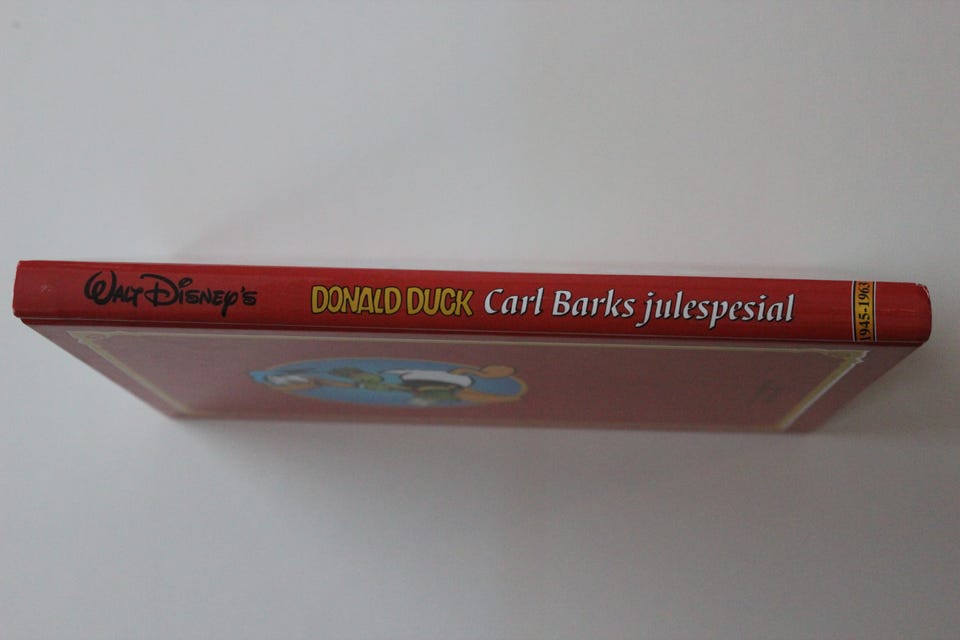 WALT DISNEY'S DONALD DUCK Carl Barks julespesial
1945-1963